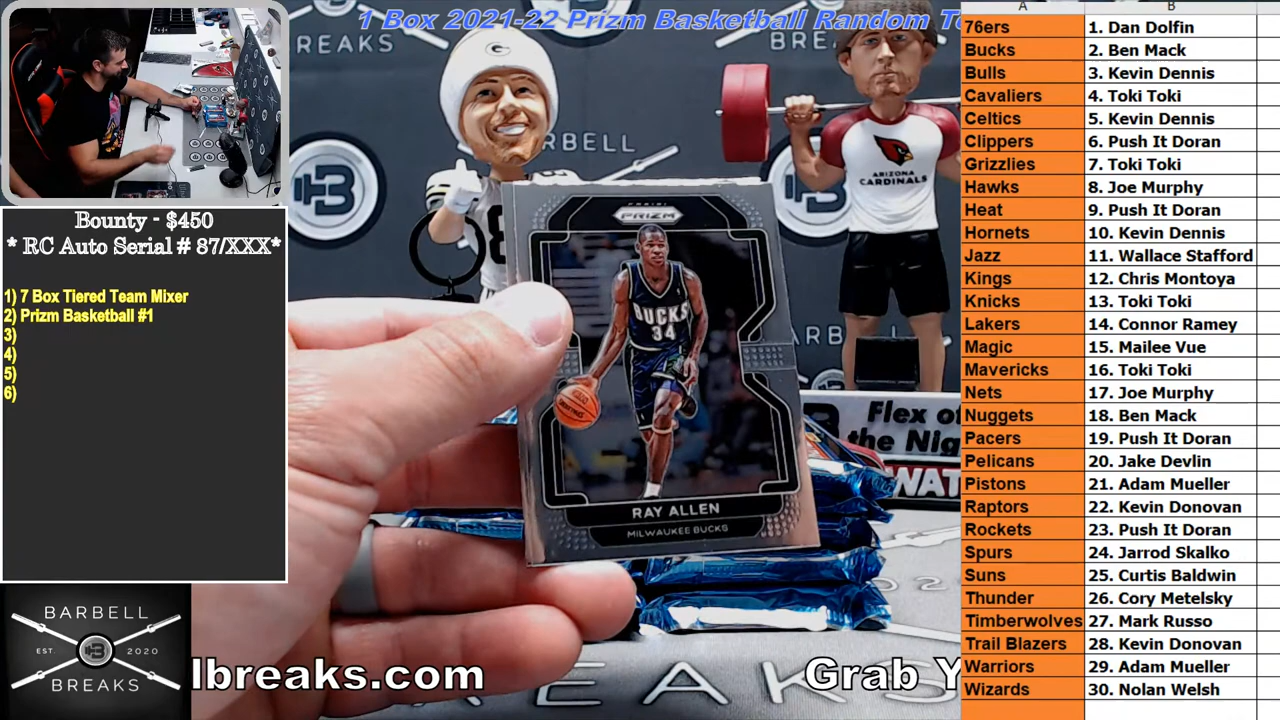 1 Box 2021-22 Prizm Basketball Random Te
BREAKS
BRE
BARBELL
ARIZONA
CARDINALS
Bounty - $450
* RC Auto Serial # 87/XXX*
1) 7 Box Tiered Team Mixer
2) Prizm Basketball #1
3)
4)
5)
6)
PANINI
PRIZM
BUCKS
34
RAY ALLEN
MILWAUKEE BUCKS
Flex of
the Nig
WAT
BARBELL
EST. 2020
BREAKS
lbreaks.com
Grab Y
A B
76ers 1. Dan Dolfin
Bucks 2. Ben Mack
Bulls 3. Kevin Dennis
Cavaliers 4. Toki Toki
Celtics 5. Kevin Dennis
Clippers 6. Push It Doran
Grizzlies 7. Toki Toki
Hawks 8. Joe Murphy
Heat 9. Push It Doran
Hornets 10. Kevin Dennis
Jazz 11. Wallace Stafford
Kings 12. Chris Montoya
Knicks 13. Toki Toki
Lakers 14. Connor Ramey
Magic 15. Mailee Vue
Mavericks 16. Toki Toki
Nets 17. Joe Murphy
Nuggets 18. Ben Mack
Pacers 19. Push It Doran
Pelicans 20. Jake Devlin
Pistons 21. Adam Mueller
Raptors 22. Kevin Donovan
Rockets 23. Push It Doran
Spurs 24. Jarrod Skalko
Suns 25. Curtis Baldwin
Thunder 26. Cory Metelsky
Timberwolves 27. Mark Russo
Trail Blazers 28. Kevin Donovan
Warriors 29. Adam Mueller
Wizards 30. Nolan Welsh